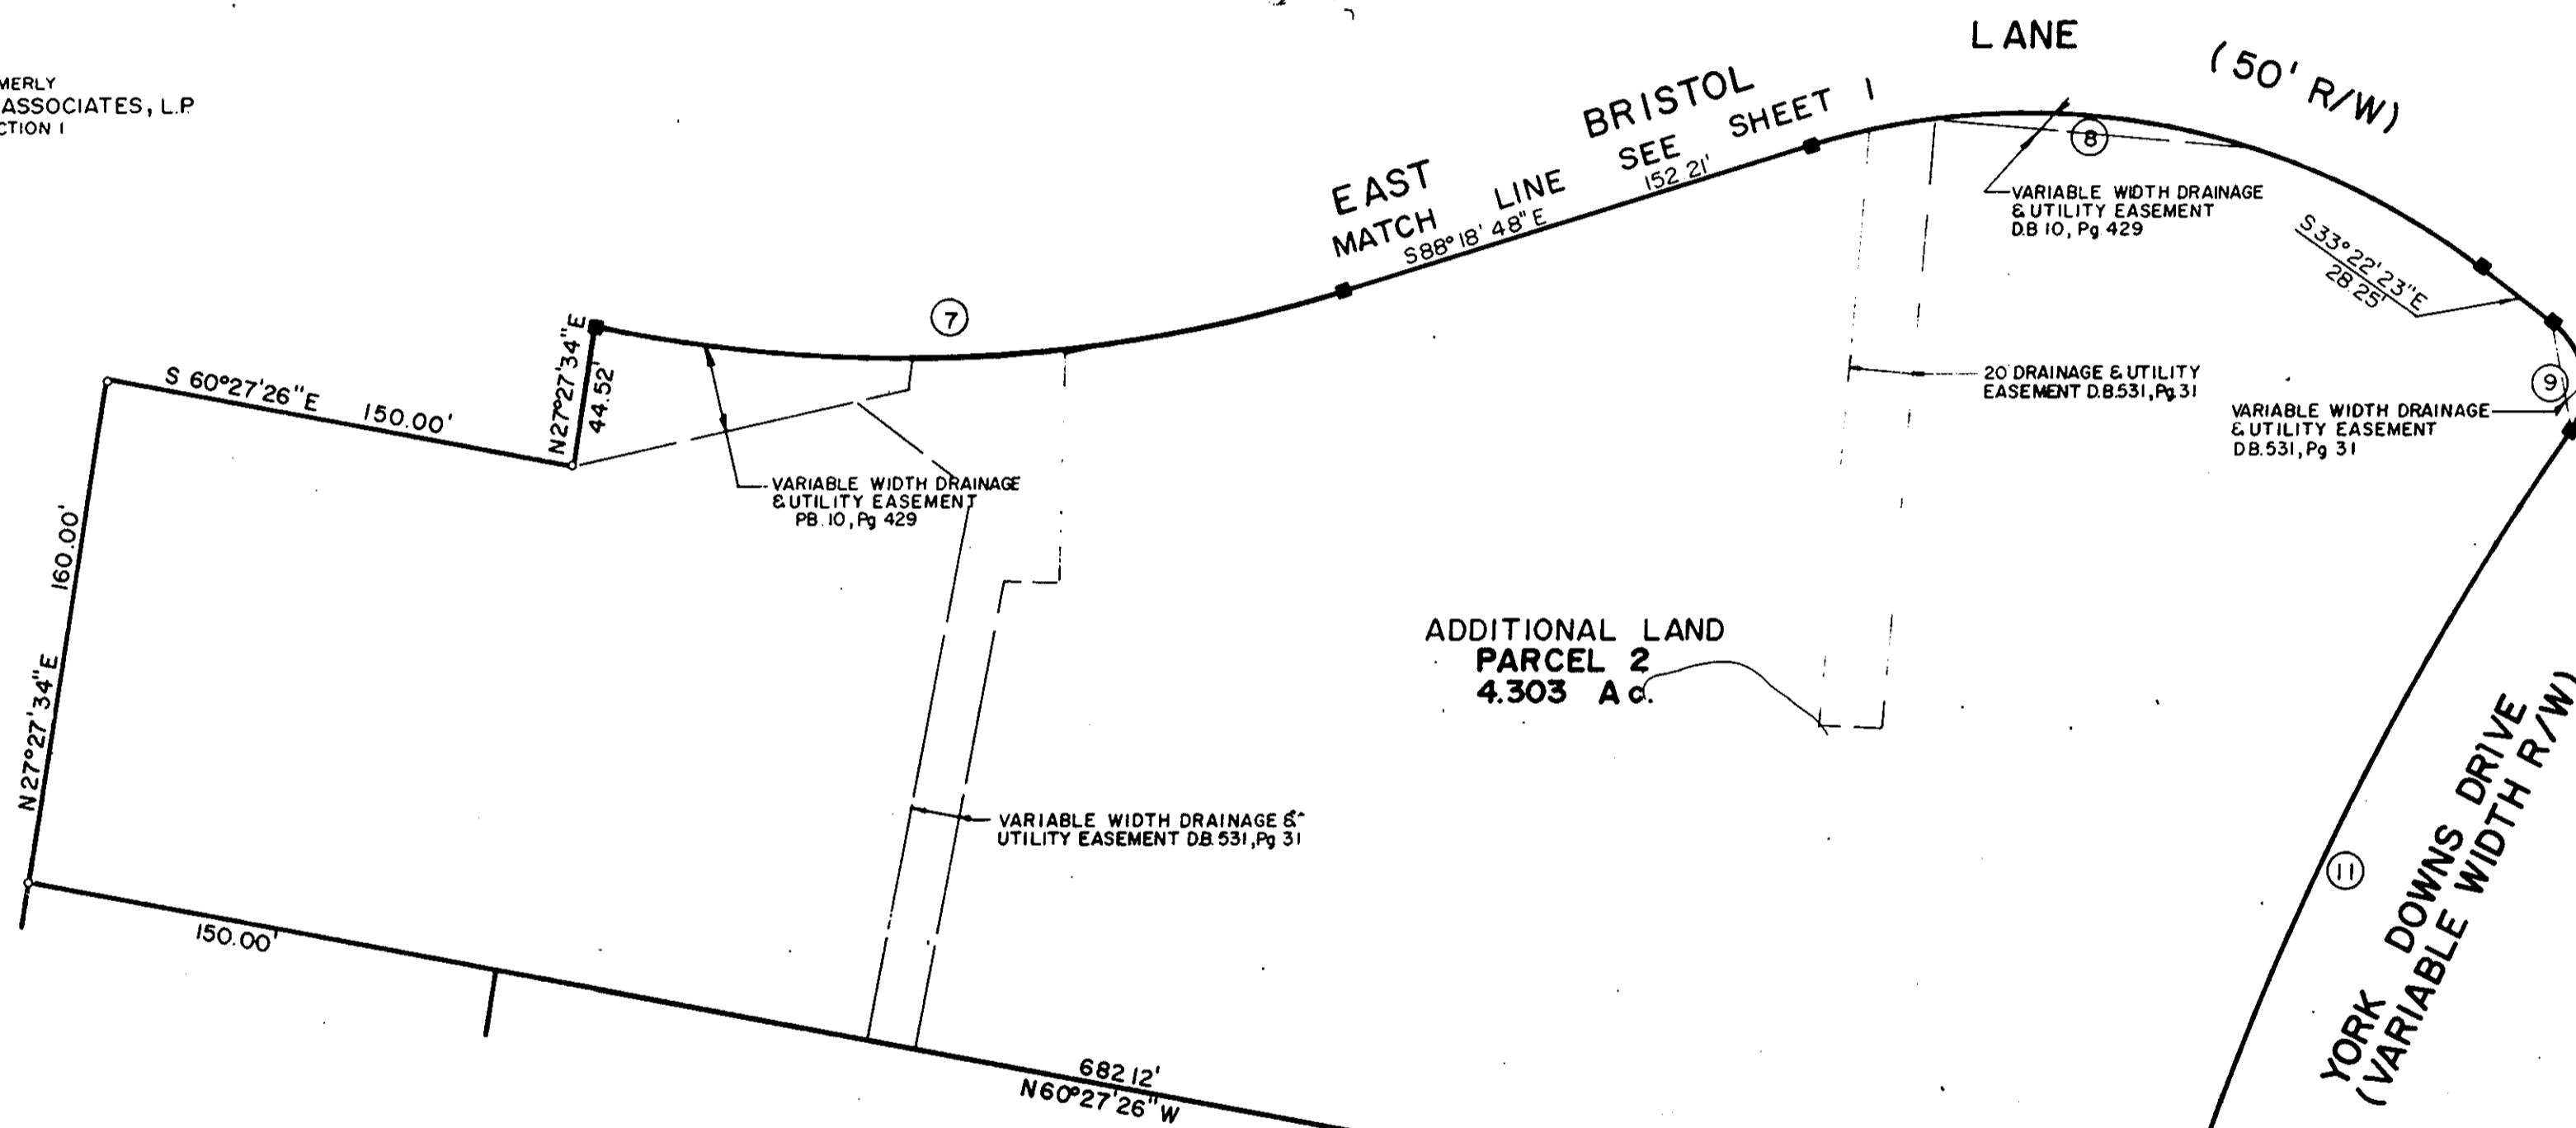 MERLY
ASSOCIATES, L.P.
CTION I
LANE
(50' R/W)
EAST BRISTOL
MATCH LINE SEE SHEET 1
S88°18'48"E
152.21'
8
VARIABLE WIDTH DRAINAGE
& UTILITY EASEMENT
D.B 10, Pg 429
S33°22'23"E
28.25'
7
9
N27°27'34"E
44.52'
S 60°27'26"E 150.00'
20' DRAINAGE & UTILITY
EASEMENT D.B.531, Pg.31
VARIABLE WIDTH DRAINAGE
& UTILITY EASEMENT
D.B.531, Pg 31
VARIABLE WIDTH DRAINAGE
& UTILITY EASEMENT
P.B. 10, Pg 429
160.00'
N27°27'34"E
ADDITIONAL LAND
PARCEL 2
4.303 Ac.
VARIABLE WIDTH DRAINAGE &
UTILITY EASEMENT D.B. 531, Pg 31
11
YORK DOWNS DRIVE
(VARIABLE WIDTH R/W)
150.00'
682.12'
N60°27'26"W